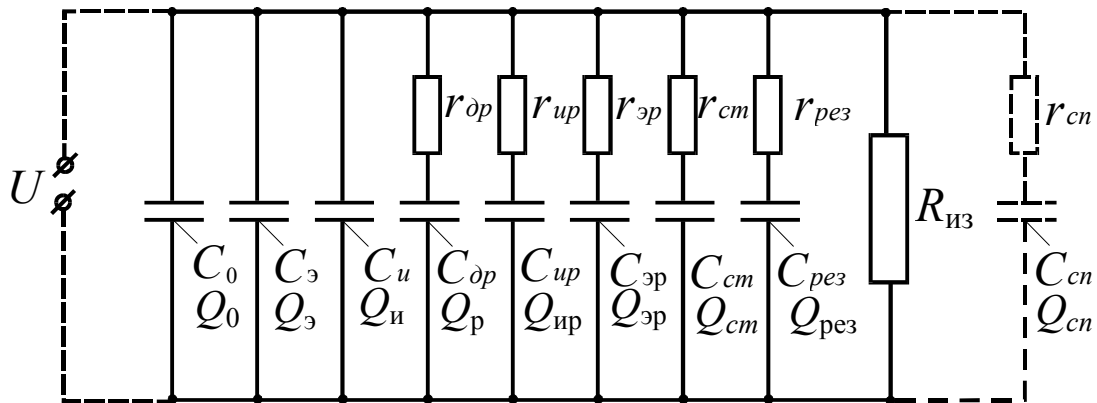 r др r ир r эр r ст r рез r сп
U R из
C 0 C э C и C др C ир C эр C ст C рез C сп
Q 0 Q э Q и Q р Q ир Q эр Q ст Q рез Q сп